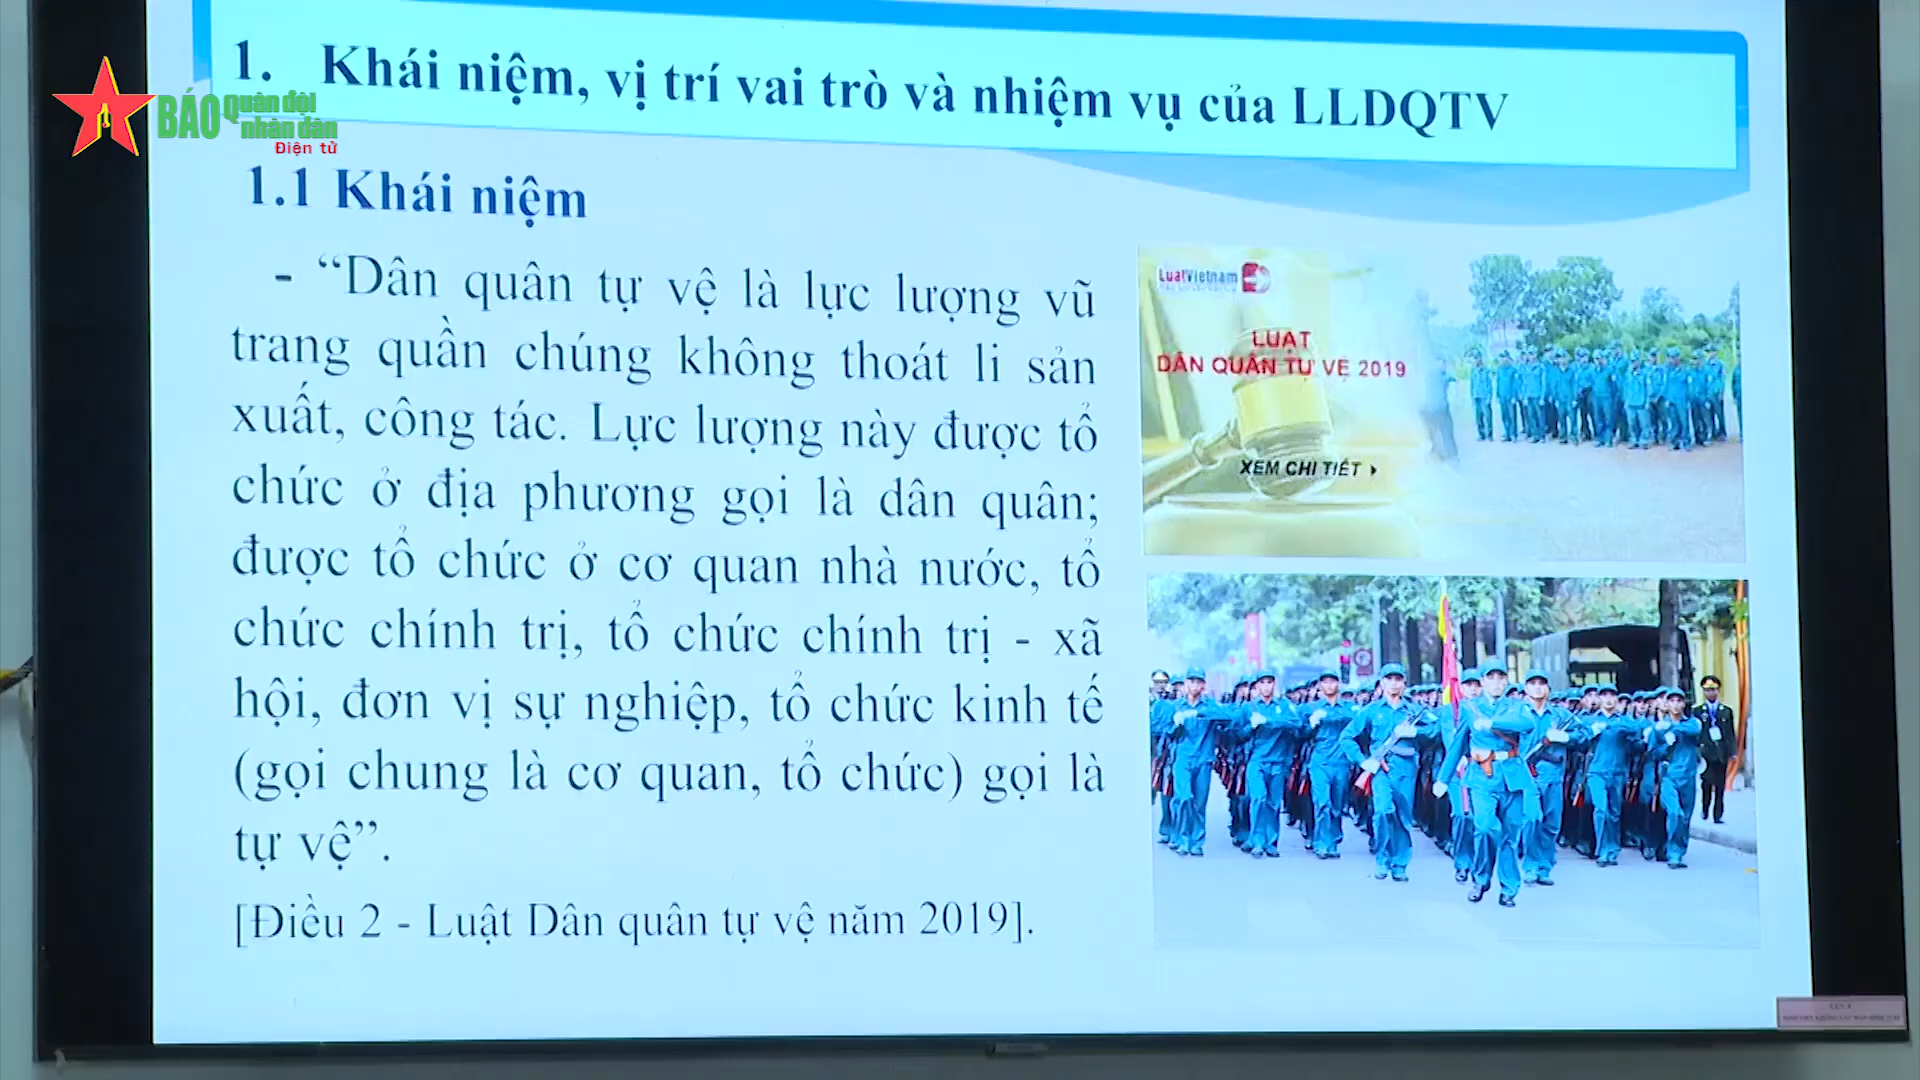 1. Khái niệm, vị trí vai trò và nhiệm vụ của LLDQTV
BÁO Quân đội
nhân dân
Điện tử
1.1 Khái niệm
- “Dân quân tự vệ là lực lượng vũ
trang quần chúng không thoát li sản
xuất, công tác. Lực lượng này được tổ
chức ở địa phương gọi là dân quân;
được tổ chức ở cơ quan nhà nước, tổ
chức chính trị, tổ chức chính trị - xã
hội, đơn vị sự nghiệp, tổ chức kinh tế
(gọi chung là cơ quan, tổ chức) gọi là
tự vệ”.
[Điều 2 - Luật Dân quân tự vệ năm 2019].
LuatVietnam
LUẬT
DÂN QUÂN TỰ VỆ 2019
XEM CHI TIẾT